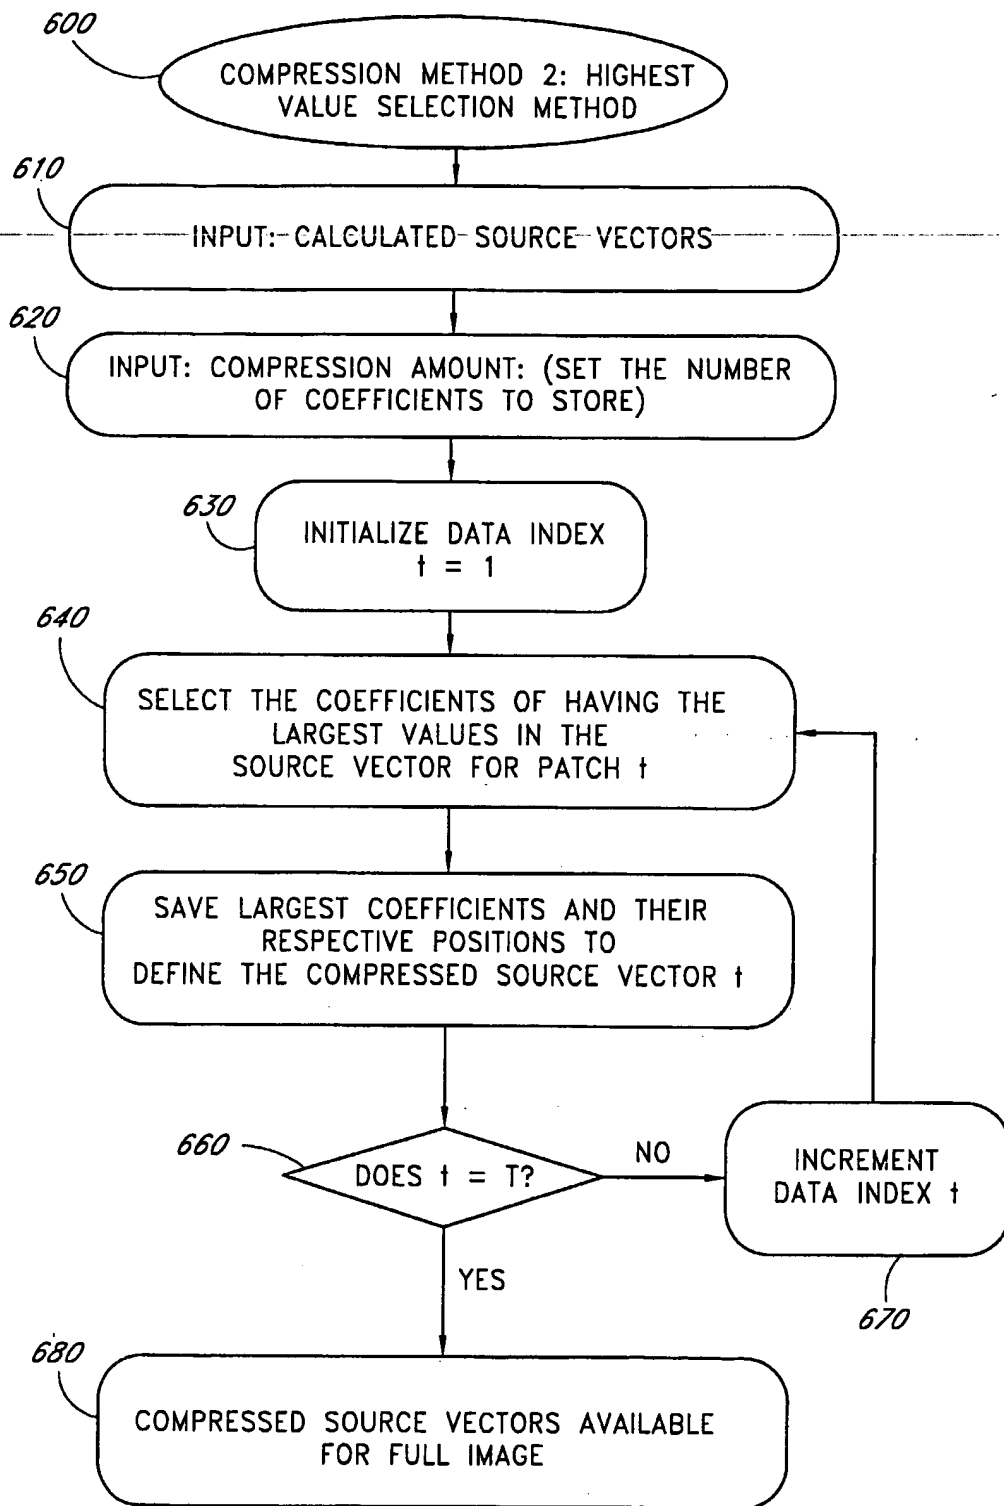 600
COMPRESSION METHOD 2: HIGHEST
VALUE SELECTION METHOD
610
INPUT: CALCULATED SOURCE VECTORS
620
INPUT: COMPRESSION AMOUNT: (SET THE NUMBER
OF COEFFICIENTS TO STORE)
630
INITIALIZE DATA INDEX
t = 1
640
SELECT THE COEFFICIENTS OF HAVING THE
LARGEST VALUES IN THE
SOURCE VECTOR FOR PATCH t
650
SAVE LARGEST COEFFICIENTS AND THEIR
RESPECTIVE POSITIONS TO
DEFINE THE COMPRESSED SOURCE VECTOR t
660
DOES t = T?
NO
INCREMENT
DATA INDEX t
670
YES
680
COMPRESSED SOURCE VECTORS AVAILABLE
FOR FULL IMAGE